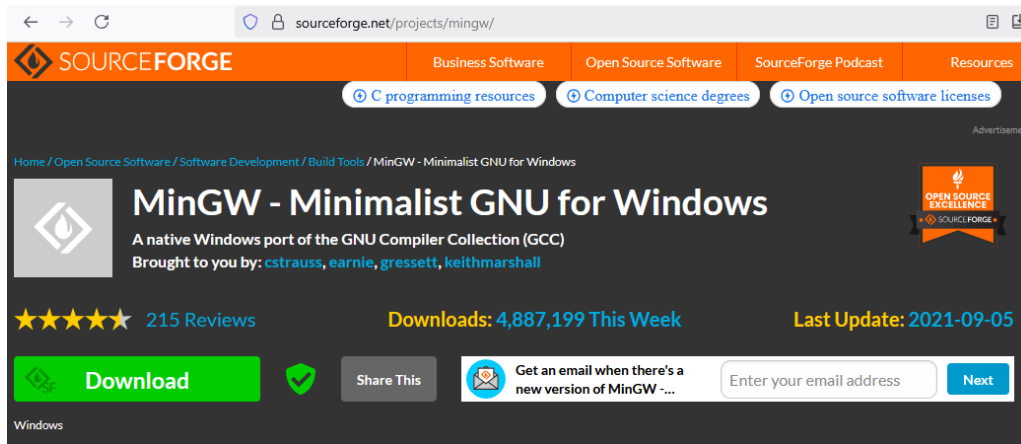 sourceforge.net/projects/mingw/
SOURCEFORGE
Business Software
Open Source Software
SourceForge Podcast
Resources
C programming resources
Computer science degrees
Open source software licenses
Advertiseme
Home / Open Source Software / Software Development / Build Tools / MinGW - Minimalist GNU for Windows
MinGW - Minimalist GNU for Windows
A native Windows port of the GNU Compiler Collection (GCC)
Brought to you by: cstrauss, earnie, gressett, keithmarshall
OPEN SOURCE
EXCELLENCE
SOURCEFORGE
215 Reviews
Downloads: 4,887,199 This Week
Last Update: 2021-09-05
SF
Download
Share This
Get an email when there's a
new version of MinGW -...
Enter your email address
Next
Windows